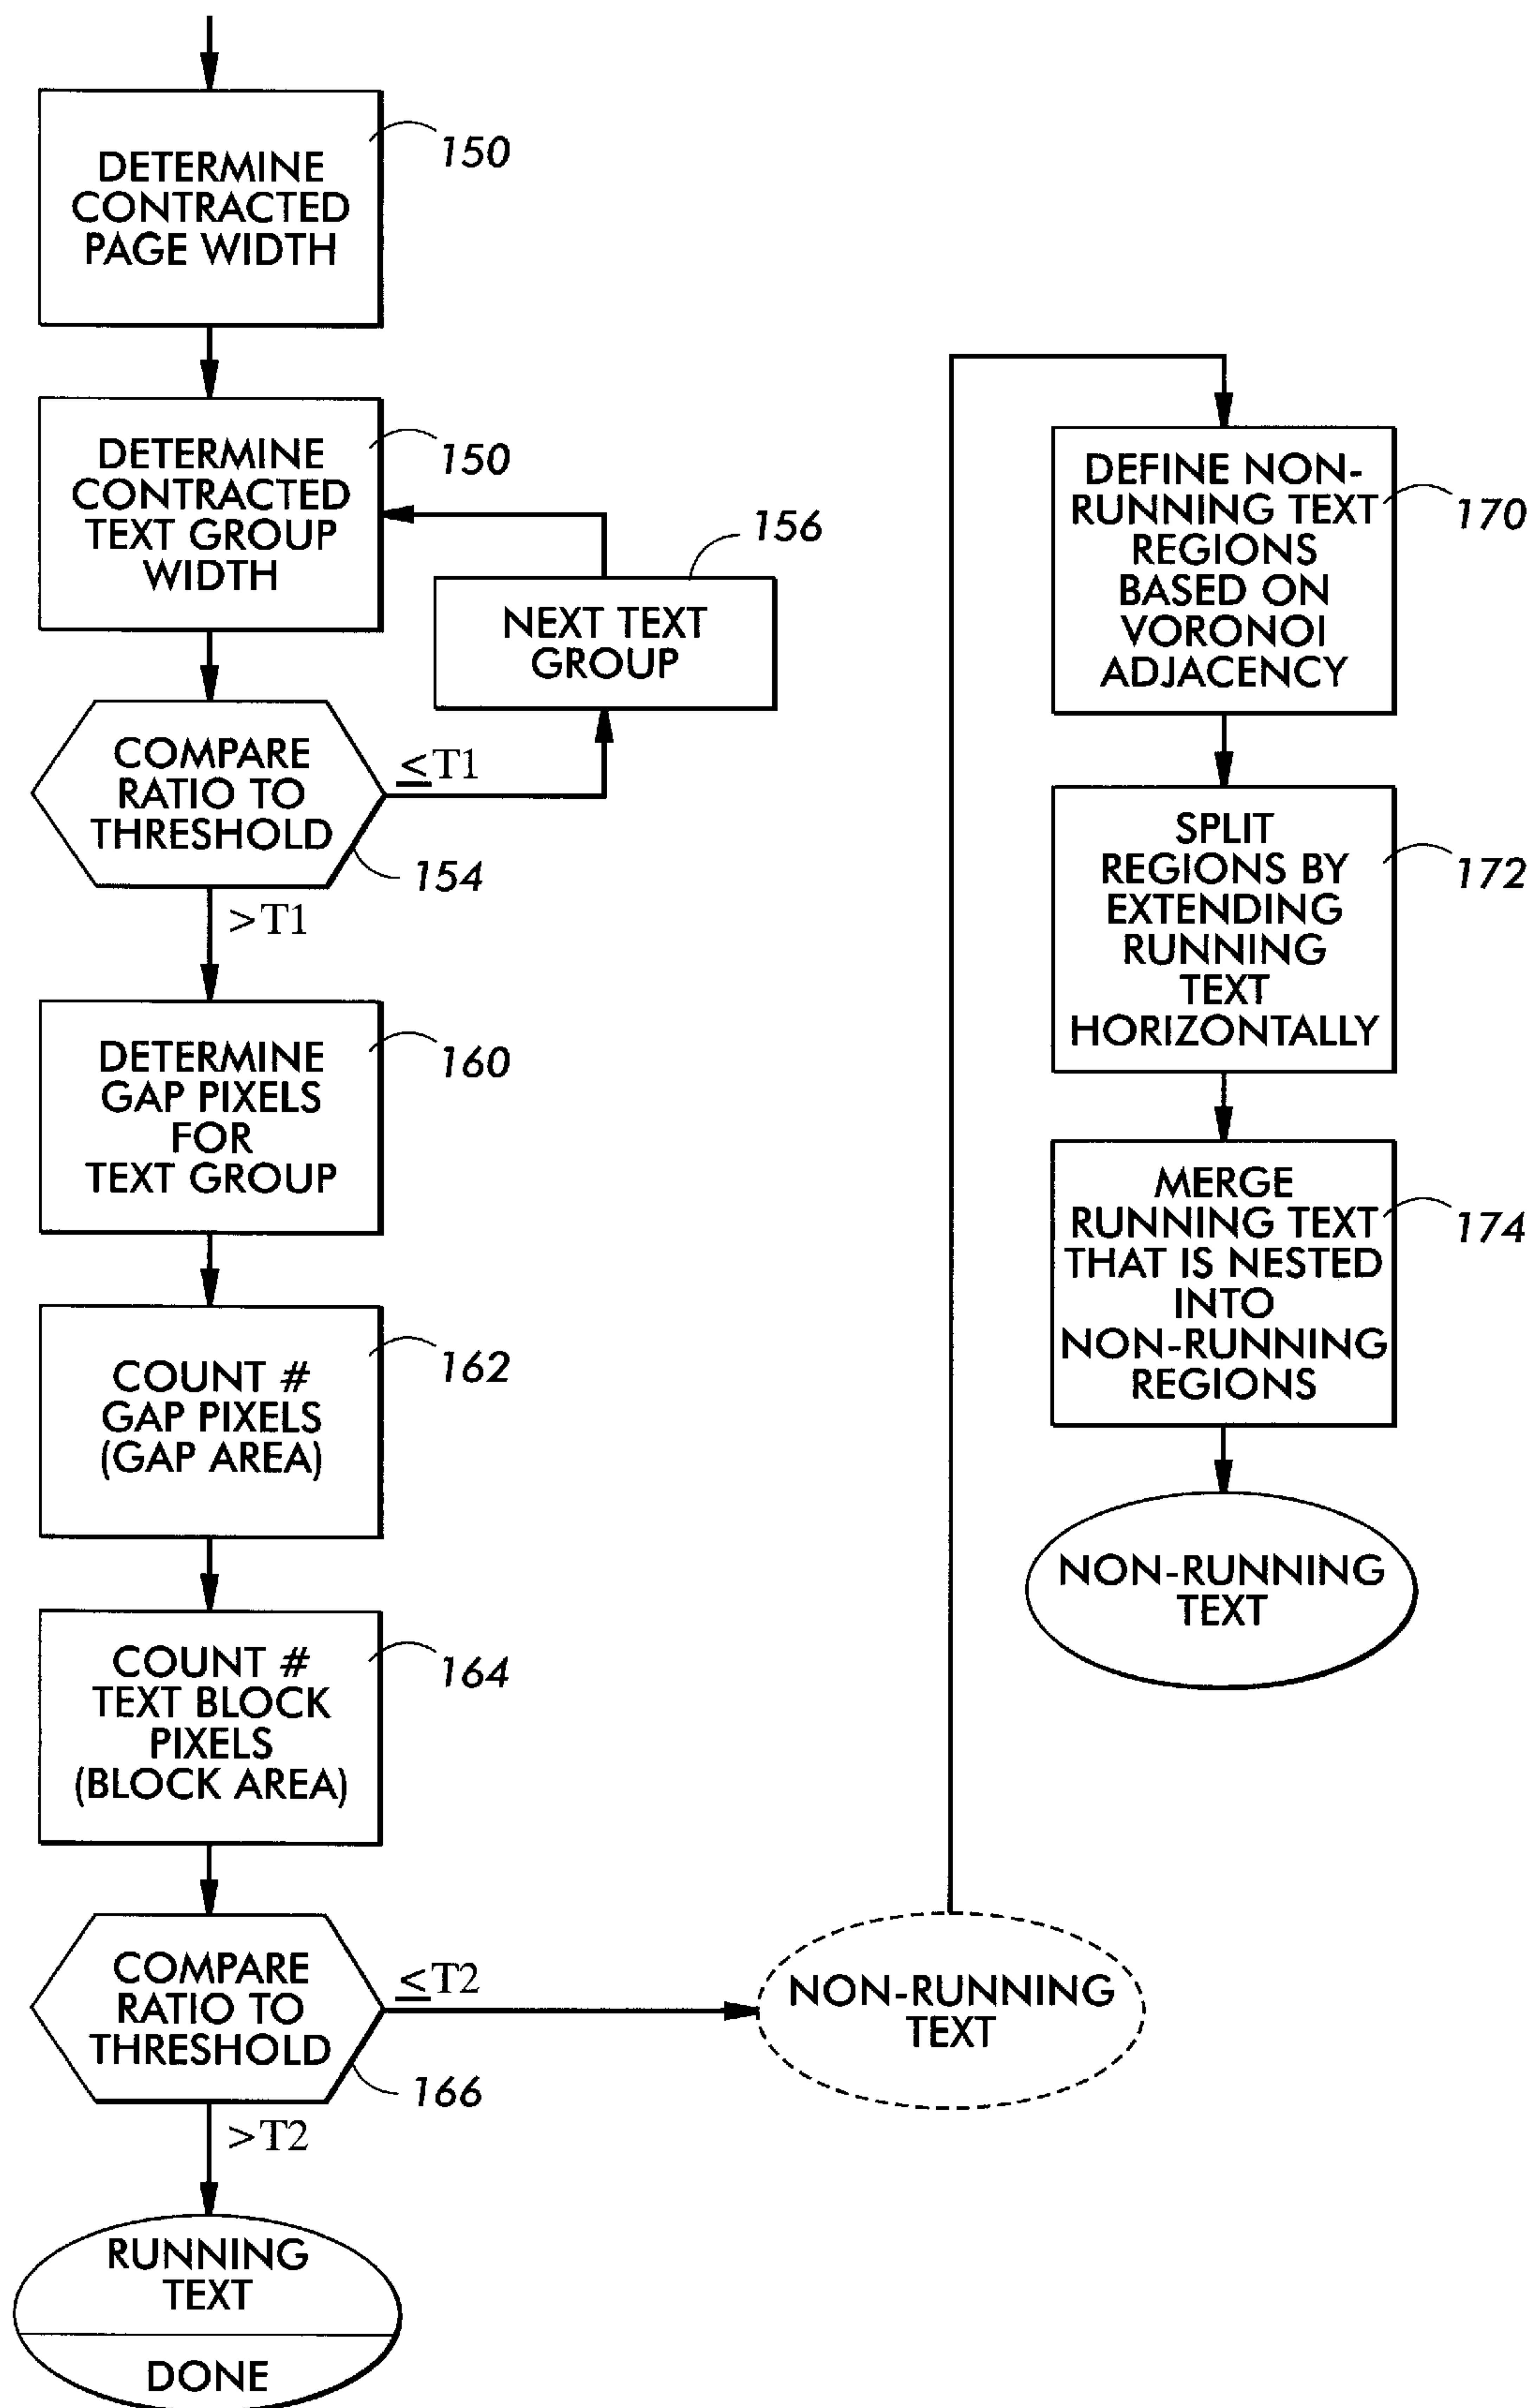 DETERMINE
CONTRACTED
PAGE WIDTH
150
DETERMINE
CONTRACTED
TEXT GROUP
WIDTH
150
156
NEXT TEXT
GROUP
COMPARE
RATIO TO
THRESHOLD
≤T1
154
>T1
DETERMINE
GAP PIXELS
FOR
TEXT GROUP
160
COUNT #
GAP PIXELS
(GAP AREA)
162
COUNT #
TEXT BLOCK
PIXELS
(BLOCK AREA)
164
COMPARE
RATIO TO
THRESHOLD
≤T2
166
>T2
RUNNING
TEXT
DONE
NON-RUNNING
TEXT
DEFINE NON-
RUNNING TEXT
REGIONS
BASED ON
VORONOI
ADJACENCY
170
SPLIT
REGIONS BY
EXTENDING
RUNNING
TEXT
HORIZONTALLY
172
MERGE
RUNNING TEXT
THAT IS NESTED
INTO
NON-RUNNING
REGIONS
174
NON-RUNNING
TEXT